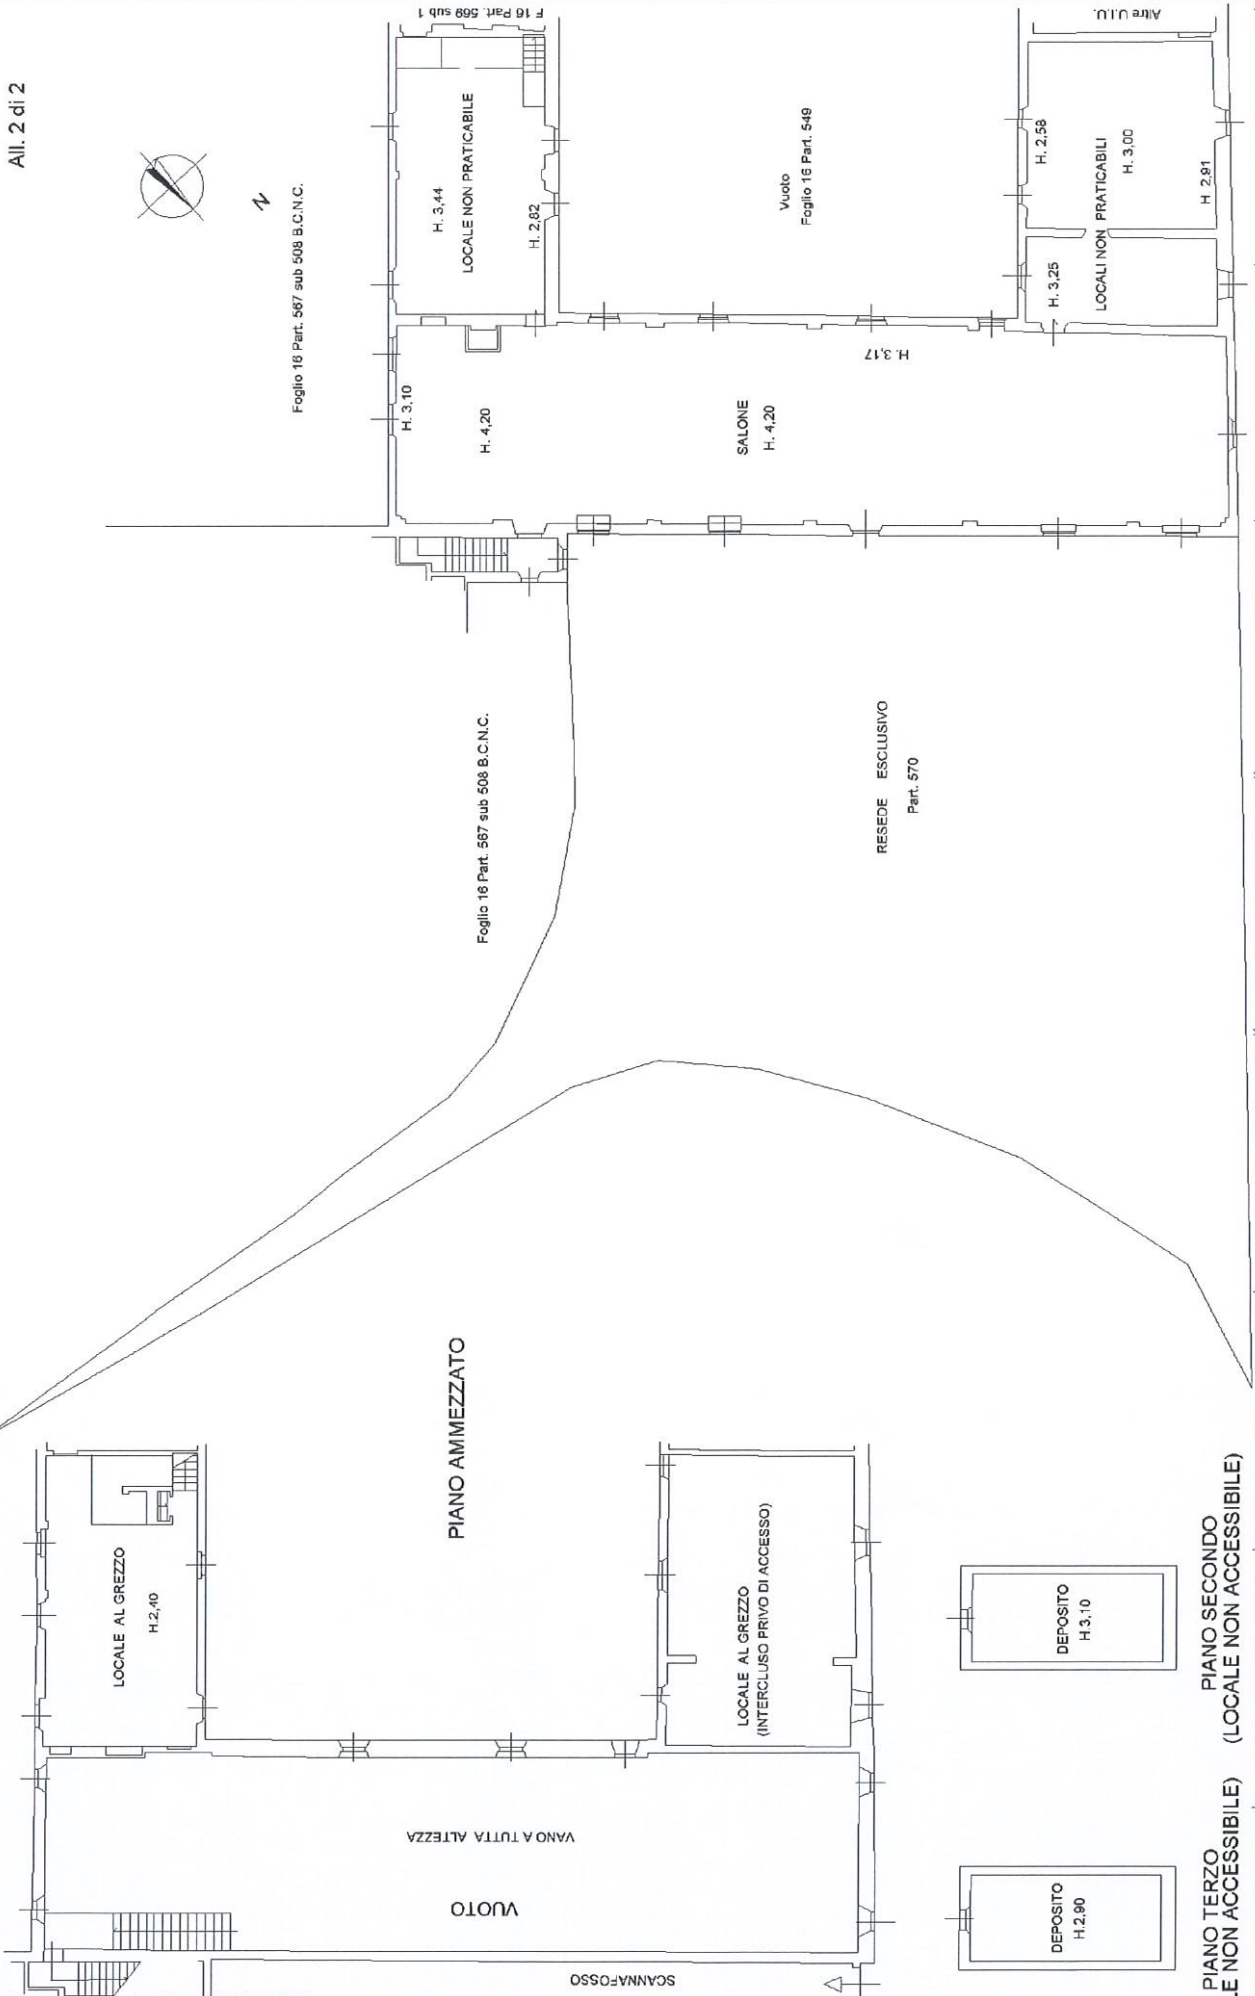 All. 2 di 2
N
Foglio 16 Part. 567 sub 508 B.C.N.C.
F 16 Part. 569 sub 1
H. 3,44
LOCALE NON PRATICABILE
H. 2,82
Vuoto
Foglio 16 Part. 549
Altre U.I.U.
H. 2,58
LOCALI NON PRATICABILI
H. 3,00
H 2,91
H. 3,25
H. 3,10
H. 4,20
SALONE
H. 4,20
H. 3,17
Foglio 16 Part. 567 sub 508 B.C.N.C.
RESEDE ESCLUSIVO
Part. 570
PIANO AMMEZZATO
LOCALE AL GREZZO
H.2,40
LOCALE AL GREZZO
(INTERCLUSO PRIVO DI ACCESSO)
VANO A TUTTA ALTEZZA
VUOTO
SCANNAFOSSO
DEPOSITO
H.3,10
PIANO SECONDO
(LOCALE NON ACCESSIBILE)
DEPOSITO
H.2,90
PIANO TERZO
LE NON ACCESSIBILE)